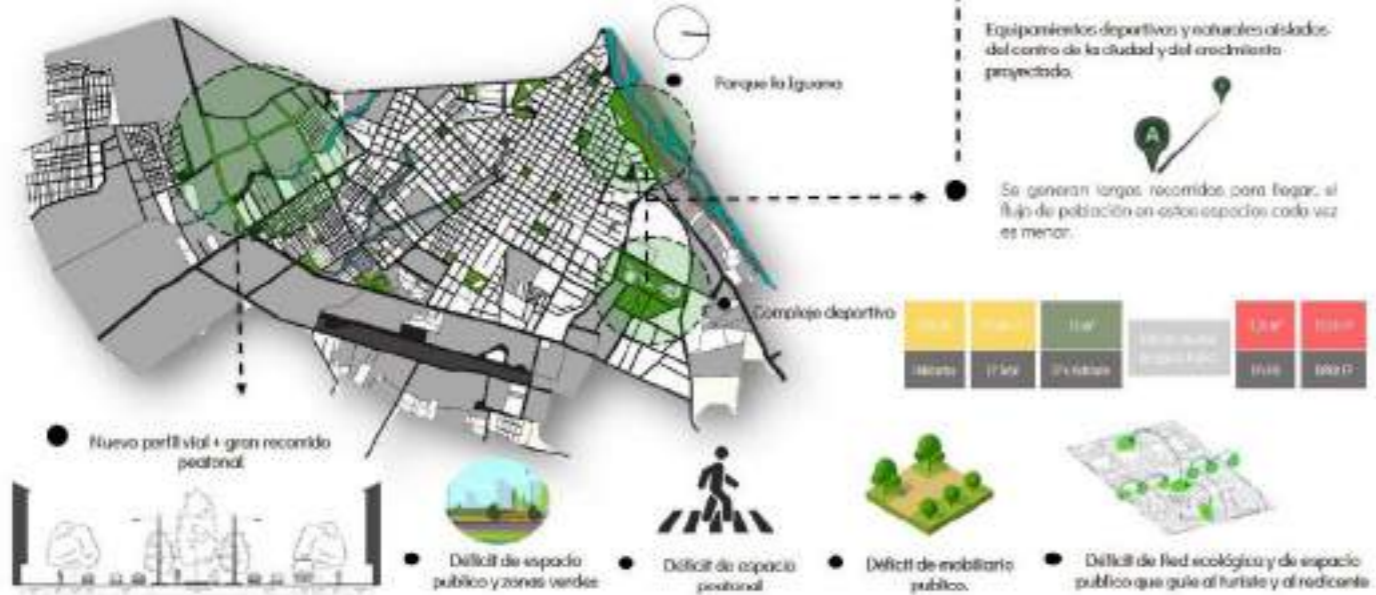 Equipamientos deportivos y naturales aislados
del centro de la ciudad y del crecimiento
proyectado.
Parque la Iguana
A
Se generan largos recorridos para llegar, el
flujo de población en estos espacios cada vez
es menor.
Complejo deportivo
Nuevo perfil vial + gran recorrido
peatonal
Déficit de espacio
publico y zonas verdes
Déficit de espacio
peatonal
Déficit de mobiliario
publico.
Déficit de Red ecológica y de espacio
publico que guie al turista y al redicente